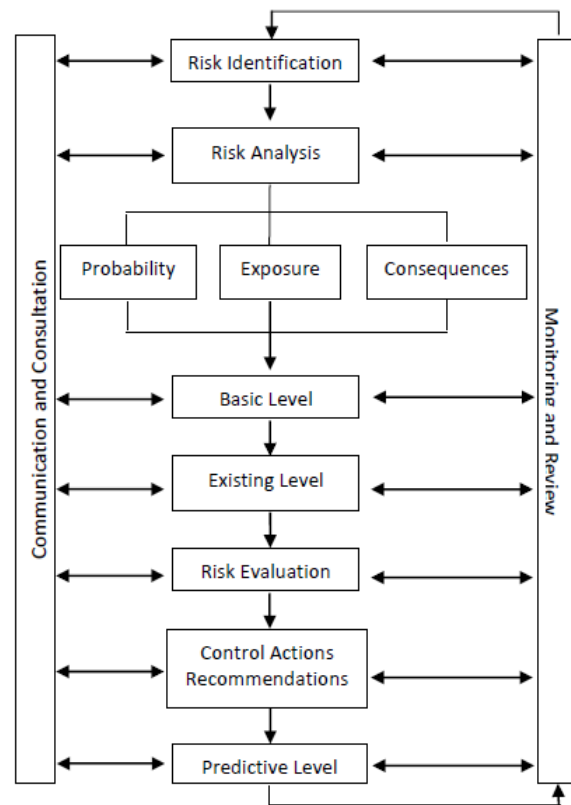 Risk Identification
Risk Analysis
Probability
Exposure
Consequences
Basic Level
Existing Level
Risk Evaluation
Control Actions
Recommendations
Predictive Level
Communication and Consultation
Monitoring and Review